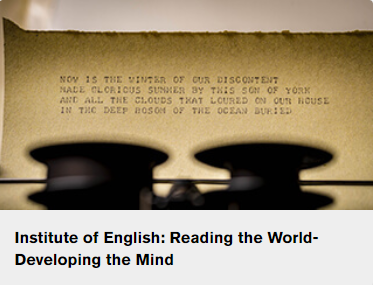 NOW IS THE WINTER OF OUR DISCONTENT
MADE GLORIOUS SUMMER BY THIS SON OF YORK
AND ALL THE CLOUDS THAT LOURED ON OUR HOUSE
IN THE DEEP BOSOM OF THE OCEAN BURIED
Institute of English: Reading the World-
Developing the Mind